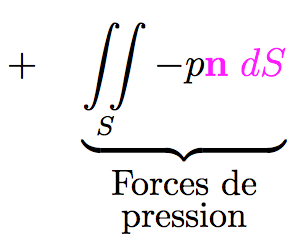 + ∬_S −pn dS
Forces de
pression